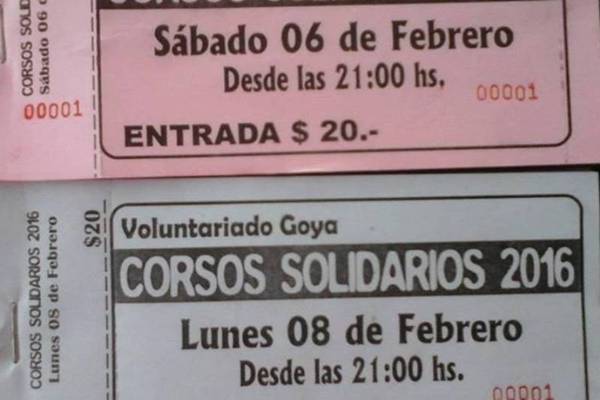 CORSOS SOLID
Sábado 06 d
00001
Sábado 06 de Febrero
Desde las 21:00 hs.
00001
ENTRADA $ 20.-
CORSOS SOLIDARIOS 2016
Lunes 08 de Febrero
$20
Voluntariado Goya
CORSOS SOLIDARIOS 2016
Lunes 08 de Febrero
Desde las 21:00 hs.
00001